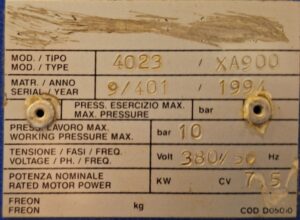 MOD. / TIPO
MOD. / TYPE 4023 / XA900
MATR. / ANNO
SERIAL / YEAR 9/401 / 1994
PRESS. ESERCIZIO MAX.
MAX. PRESSURE bar
PRESS. LAVORO MAX.
WORKING PRESSURE MAX. bar 10
TENSIONE / FASI / FREQ.
VOLTAGE / PH. / FREQ. Volt 380/50 Hz
POTENZA NOMINALE
RATED MOTOR POWER KW CV 7,5
FREON
FREON kg
COD D0500